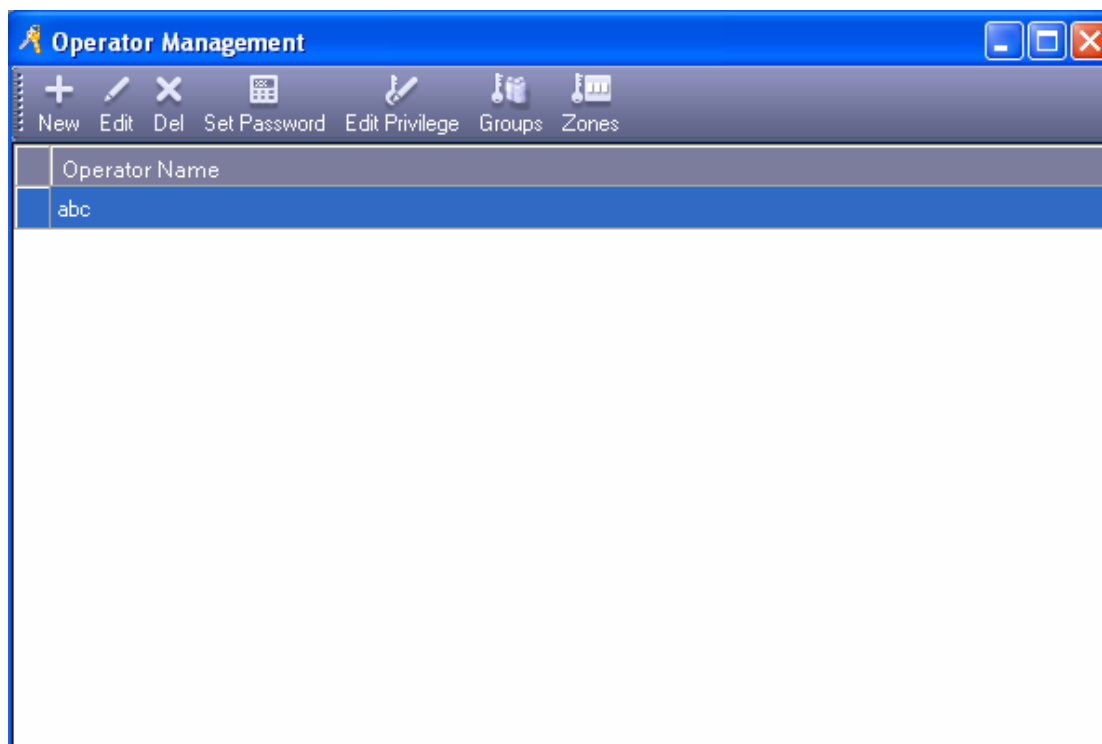 Operator Management
New Edit Del Set Password Edit Privilege Groups Zones
Operator Name
abc